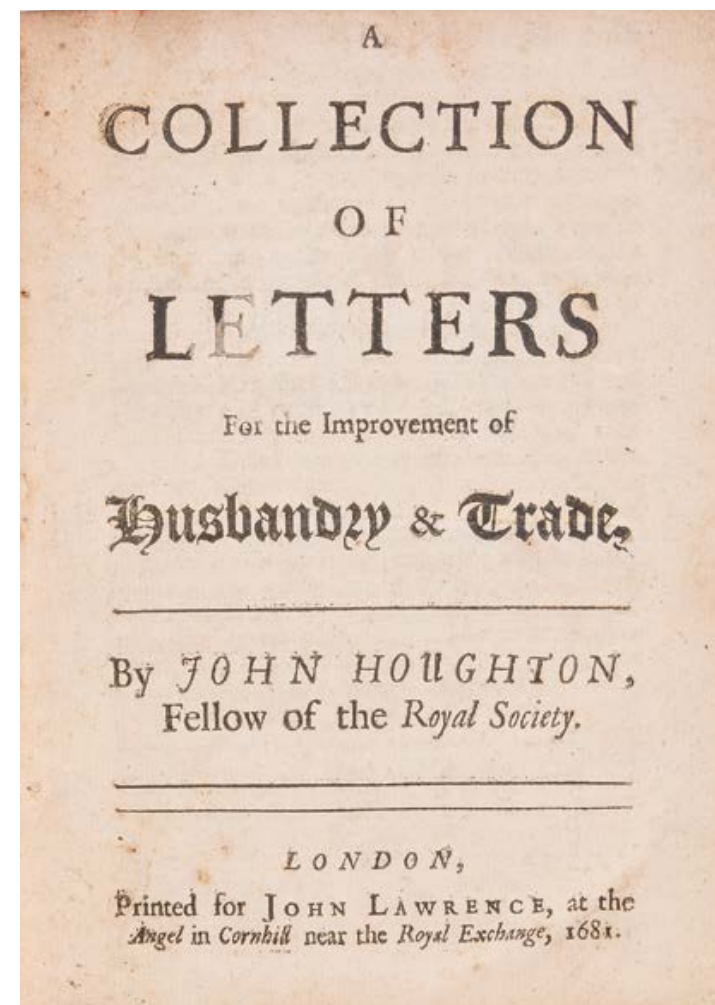 A
COLLECTION
OF
LETTERS
For the Improvement of
Husbandry & Trade,
By JOHN HOUGHTON,
Fellow of the Royal Society.
LONDON,
Printed for JOHN LAWRENCE, at the
Angel in Cornhill near the Royal Exchange, 1681.